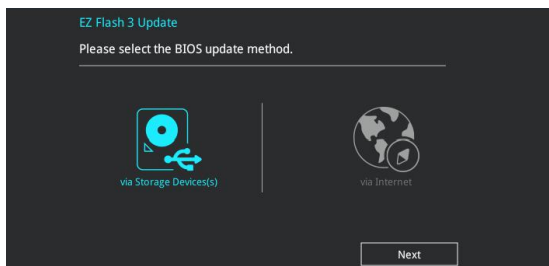 EZ Flash 3 Update
Please select the BIOS update method.
via Storage Devices(s)
via Internet
Next